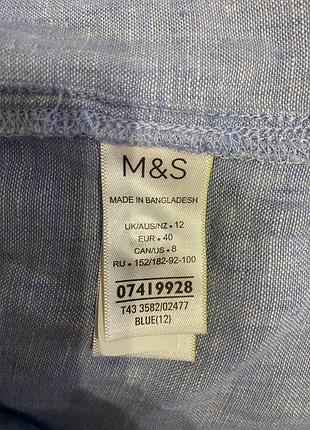 M&S
MADE IN BANGLADESH
UK/AUS/NZ • 12
EUR • 40
CAN/US • 8
RU • 152/182-92-100
07419928
T43 3582/02477
BLUE(12)